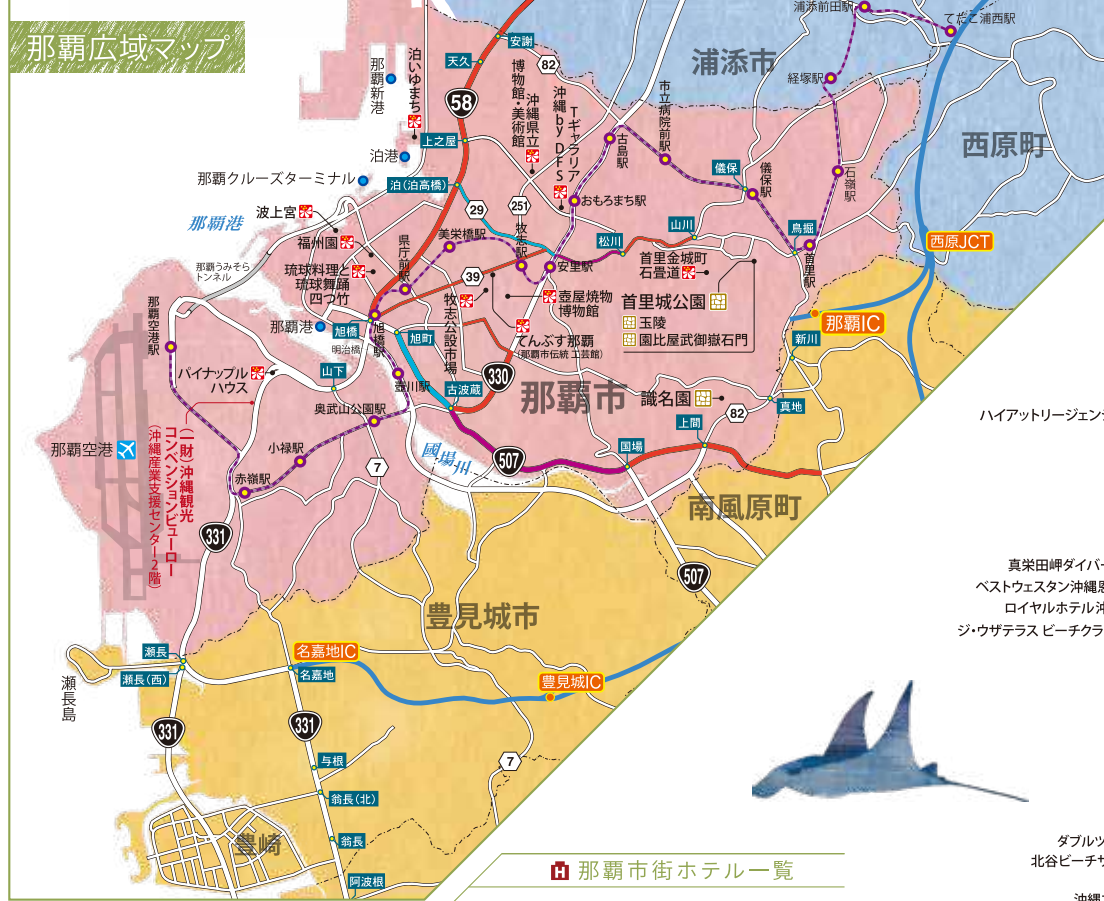 那覇広域マップ
浦添前田駅
てだこ浦西駅
安謝
天久
82
浦添市
経塚駅
那覇新港
泊いゆまち
沖縄県立
博物館・美術館
Tギャラリア
沖縄 by DFS
市立病院前駅
58
上之屋
古島駅
西原町
泊港
那覇クルーズターミナル
泊(泊高橋)
儀保
儀保駅
石嶺駅
おもろまち駅
波上宮
那覇港
29
251
福州園
県庁前駅
美栄橋駅
牧志駅
松川
山川
鳥堀
首里駅
西原JCT
安里駅
那覇うみそら
トンネル
琉球料理と
琉球舞踊
四つ竹
39
首里金城町
石畳道
那覇空港駅
牧志公設市場
壺屋焼物
博物館
首里城公園
玉陵
園比屋武御嶽石門
那覇IC
那覇港
旭橋
旭橋駅
明治橋
旭町
てんぶす那覇
(那覇市伝統工芸館)
新川
パイナップル
ハウス
山下
壺川駅
古波蔵
330
那覇市
識名園
真地
82
奥武山公園駅
上間
那覇空港
小禄駅
國場川
国場
507
7
赤嶺駅
(一財)沖縄観光
コンベンションビューロー
(沖縄産業支援センター2階)
南風原町
331
507
豊見城市
瀬長
瀬長(西)
名嘉地IC
名嘉地
豊見城IC
瀬長島
331
331
与根
7
翁長(北)
豊崎
翁長
阿波根
H 那覇市街ホテル一覧
ハイアットリージェン
真栄田岬ダイバー
ベストウェスタン沖縄恩
ロイヤルホテル沖
ジ・ウザテラス ビーチクラ
ダブルツ
北谷ビーチサ
沖縄